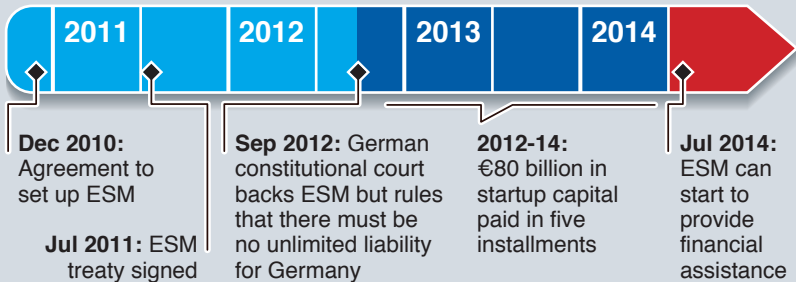 2011
2012
2013
2014
Dec 2010:
Agreement to
set up ESM
Jul 2011: ESM
treaty signed
Sep 2012: German
constitutional court
backs ESM but rules
that there must be
no unlimited liability
for Germany
2012-14:
€80 billion in
startup capital
paid in five
installments
Jul 2014:
ESM can
start to
provide
financial
assistance